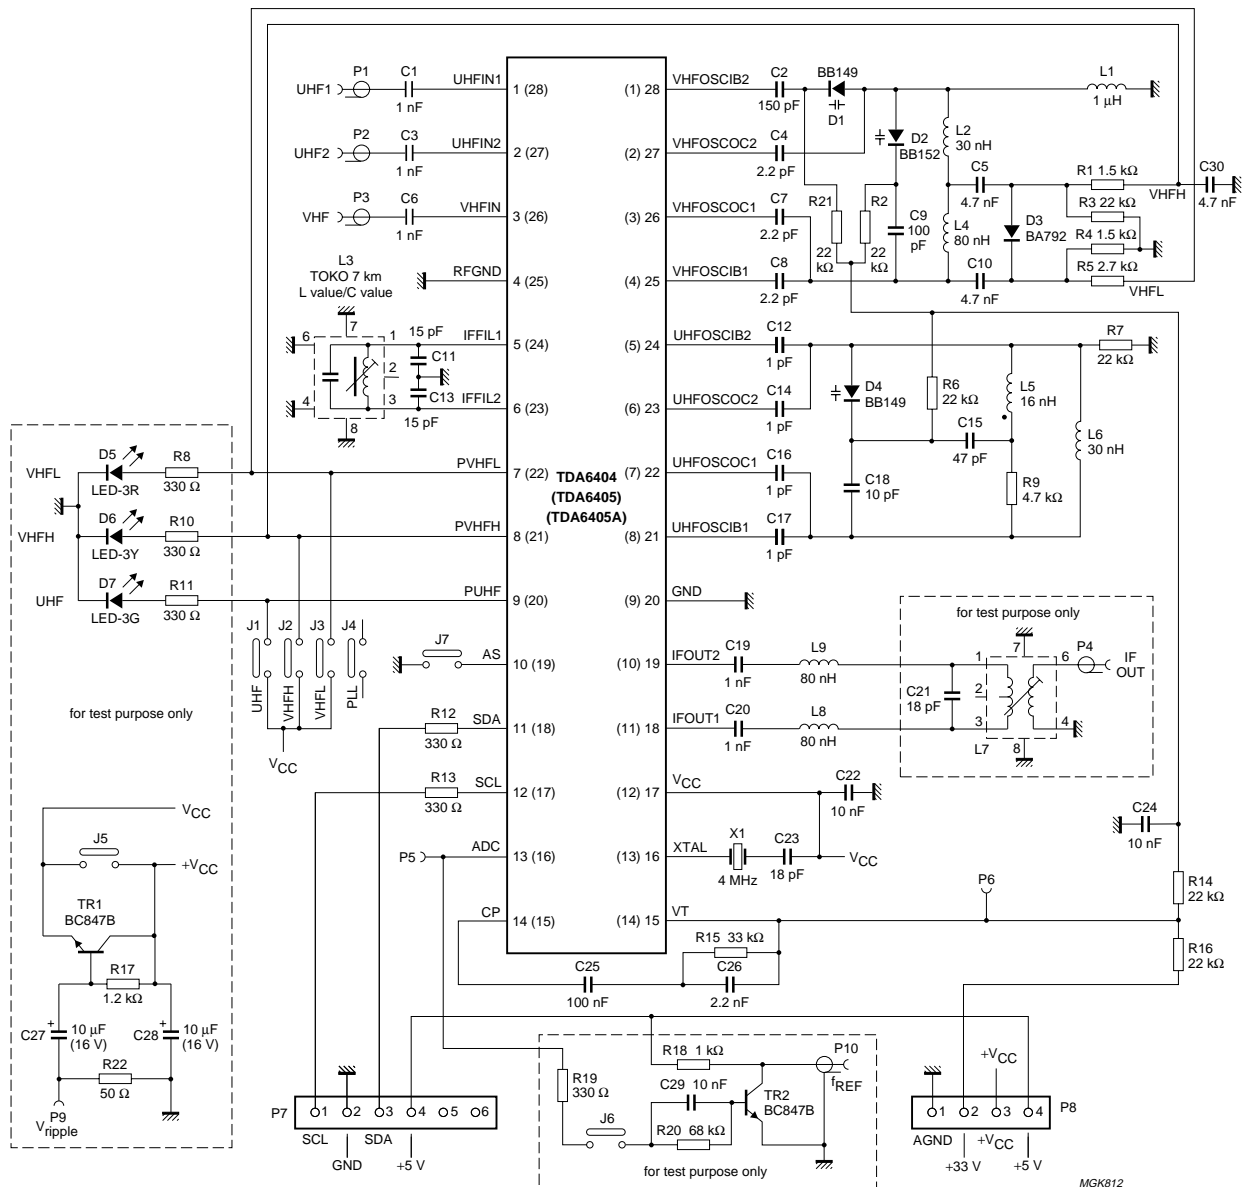 P1 C1 UHFIN1
UHF1 1 nF 1 (28)
P2 C3 UHFIN2
UHF2 1 nF 2 (27)
P3 C6 VHFIN
VHF 1 nF 3 (26)
RFGND 4 (25)
L3
TOKO 7 km
L value/C value
7
6 1 15 pF IFFIL1 5 (24)
C11
2
C13
4 3 IFFIL2 6 (23)
8 15 pF
D5 R8
VHFL PVHFL 7 (22)
LED-3R 330 Ω
D6 R10
VHFH PVHFH 8 (21)
LED-3Y 330 Ω
D7 R11
UHF PUHF 9 (20)
LED-3G 330 Ω
J1 J2 J3 J4
UHF VHFH VHFL PLL
VCC
J7 AS 10 (19)
for test purpose only
R12 SDA 11 (18)
330 Ω
R13 SCL 12 (17)
330 Ω
P5 ADC 13 (16)
CP 14 (15)
TDA6404
(TDA6405)
(TDA6405A)
VCC
J5
+VCC
TR1
BC847B
R17
1.2 kΩ
C27 + 10 µF
(16 V)
C28 + 10 µF
(16 V)
R22
50 Ω
P9
Vripple
VHFOSCIB2 C2 BB149 L1
(1) 28 150 pF D1 1 µH
VHFOSCOC2 C4
(2) 27 2.2 pF
D2
BB152
L2
30 nH
C5
4.7 nF
R1 1.5 kΩ
VHFH
C30
4.7 nF
VHFOSCOC1 C7
(3) 26 2.2 pF
R21
22
kΩ
R2
22
kΩ
C9
100
pF
L4
80 nH
D3
BA792
R3 22 kΩ
R4 1.5 kΩ
VHFOSCIB1 C8
(4) 25 2.2 pF
C10
4.7 nF
R5 2.7 kΩ
VHFL
UHFOSCIB2 C12
(5) 24 1 pF
R7
22 kΩ
D4
BB149
R6
22 kΩ
L5
16 nH
UHFOSCOC2 C14
(6) 23 1 pF
C15
47 pF
L6
30 nH
UHFOSCOC1 C16
(7) 22 1 pF
C18
10 pF
R9
4.7 kΩ
UHFOSCIB1 C17
(8) 21 1 pF
GND
(9) 20
for test purpose only
IFOUT2 C19 L9
(10) 19 1 nF 80 nH
1 7 6 P4 IF
OUT
C21
18 pF
2
IFOUT1 C20 L8
(11) 18 1 nF 80 nH
3 4
L7 8
VCC C22
(12) 17 10 nF
XTAL X1 C23
(13) 16 4 MHz 18 pF VCC
C24
10 nF
P6
R14
22 kΩ
VT
(14) 15
R15 33 kΩ
R16
22 kΩ
C25
100 nF
C26
2.2 nF
R18 1 kΩ P10
fREF
R19
330 Ω
C29 10 nF
TR2
BC847B
J6
R20 68 kΩ
for test purpose only
P7 1 2 3 4 5 6
SCL SDA
GND +5 V
+VCC
1 2 3 4 P8
AGND +VCC
+33 V +5 V
MGK812